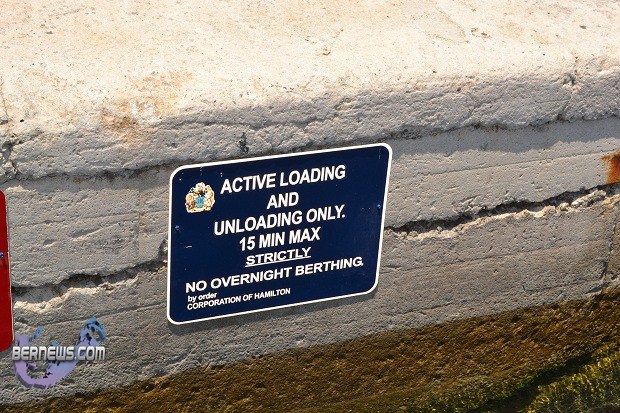 ACTIVE LOADING
AND
UNLOADING ONLY.
15 MIN MAX
STRICTLY
NO OVERNIGHT BERTHING.
by order
CORPORATION OF HAMILTON
BERNEWS.COM